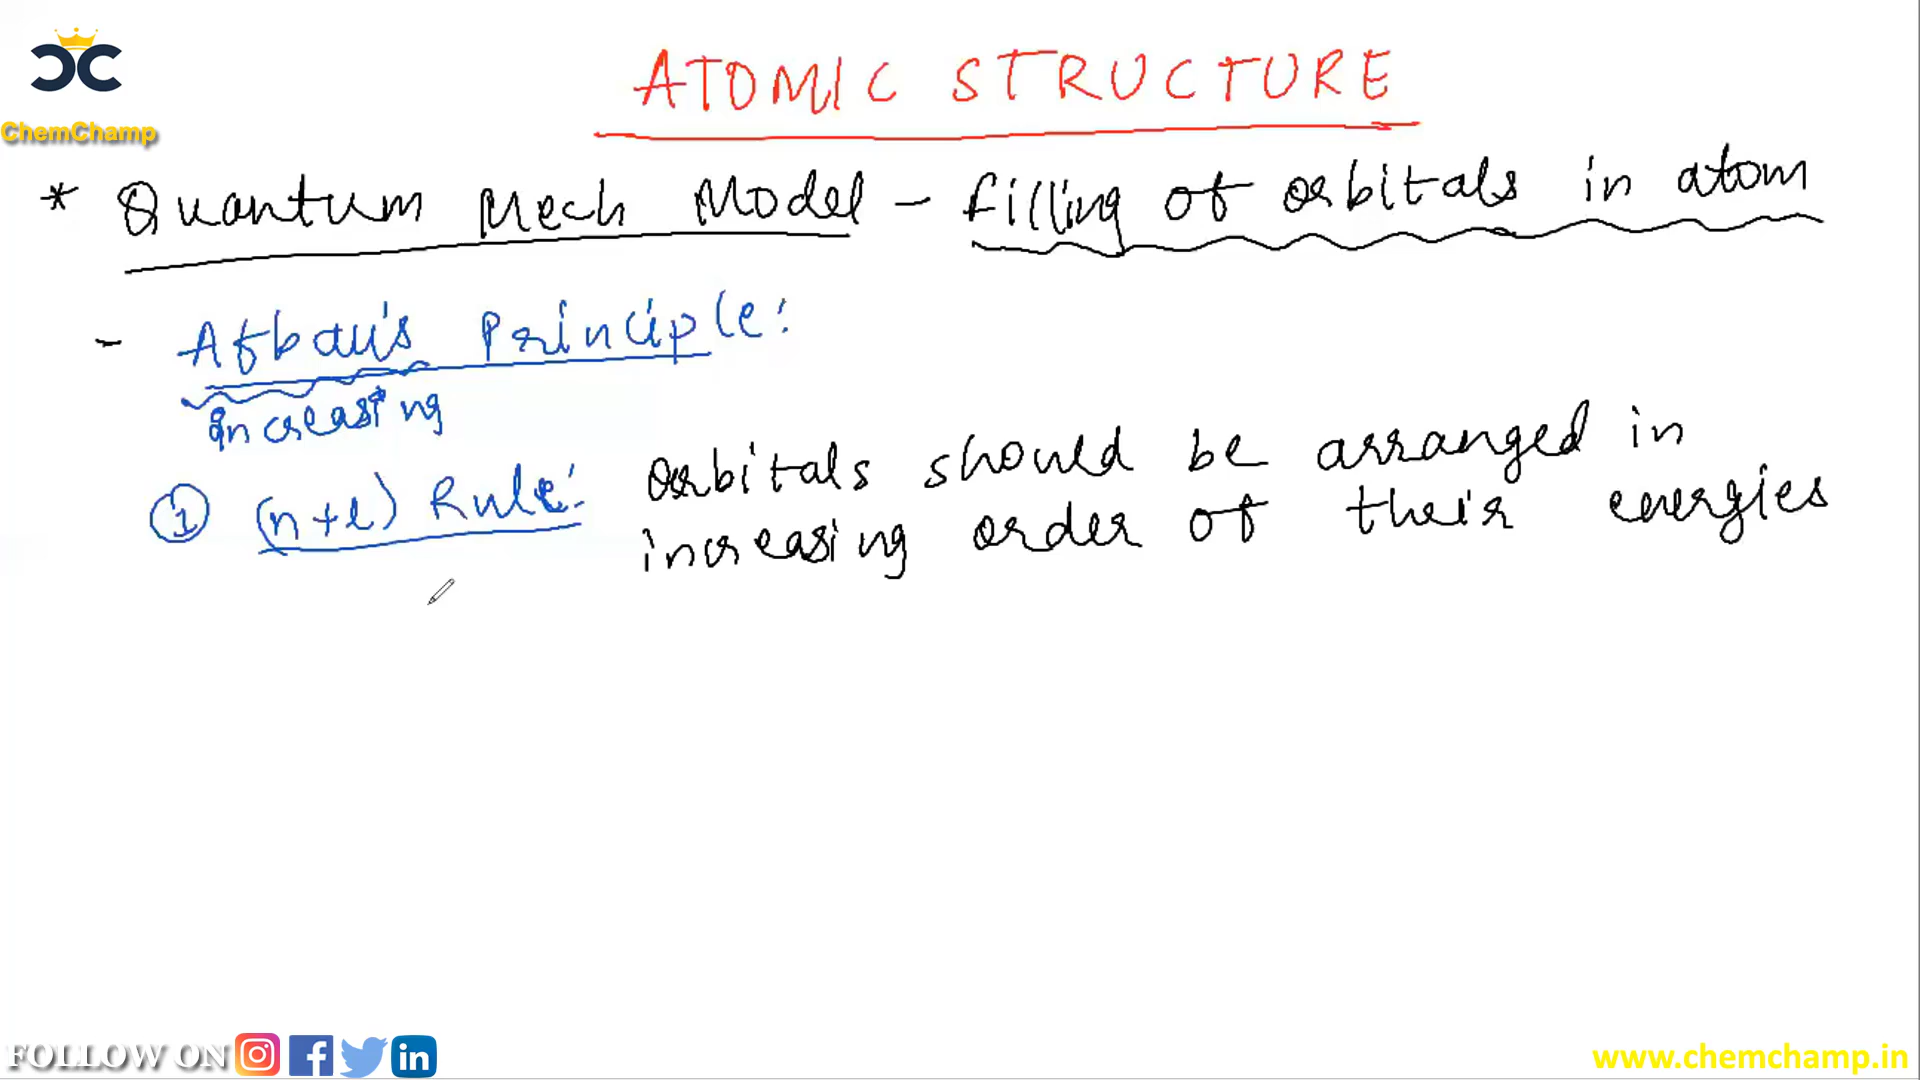 ChemChamp
ATOMIC STRUCTURE
* Quantum Mech Model - filling of orbitals in atom
- Afbau's Principle:
increasing
① (n+l) Rule: orbitals should be arranged in
increasing order of their energies
FOLLOW ON
www.chemchamp.in